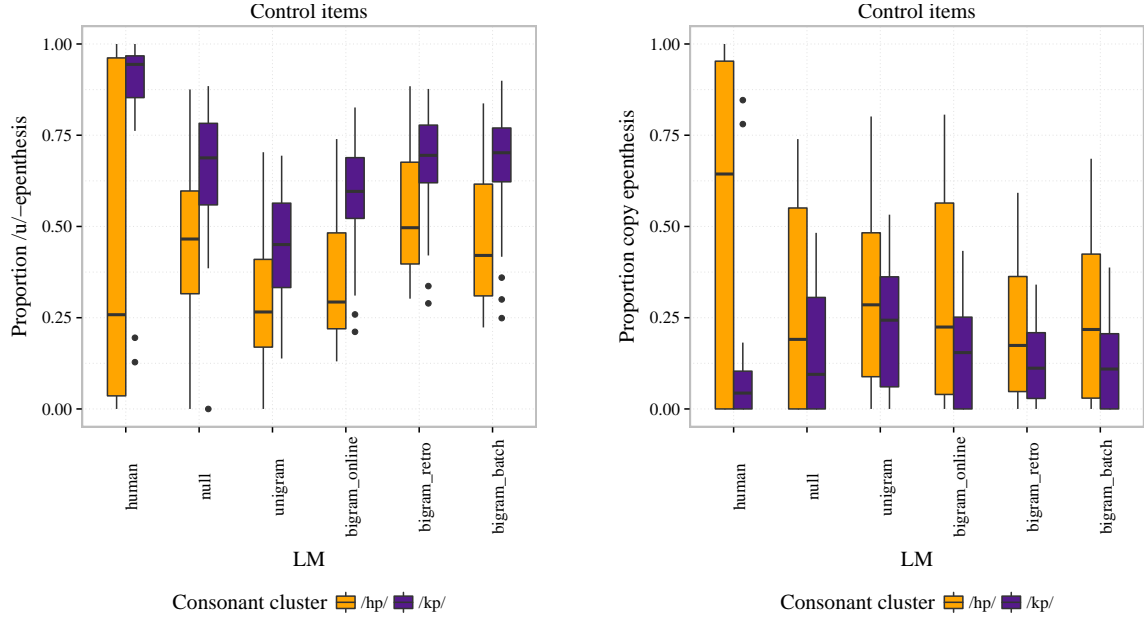 Control items
Proportion /u/−epenthesis
1.00
0.75
0.50
0.25
0.00
human
null
unigram
bigram_online
bigram_retro
bigram_batch
LM
Consonant cluster /hp/ /kp/
Control items
Proportion copy epenthesis
1.00
0.75
0.50
0.25
0.00
human
null
unigram
bigram_online
bigram_retro
bigram_batch
LM
Consonant cluster /hp/ /kp/